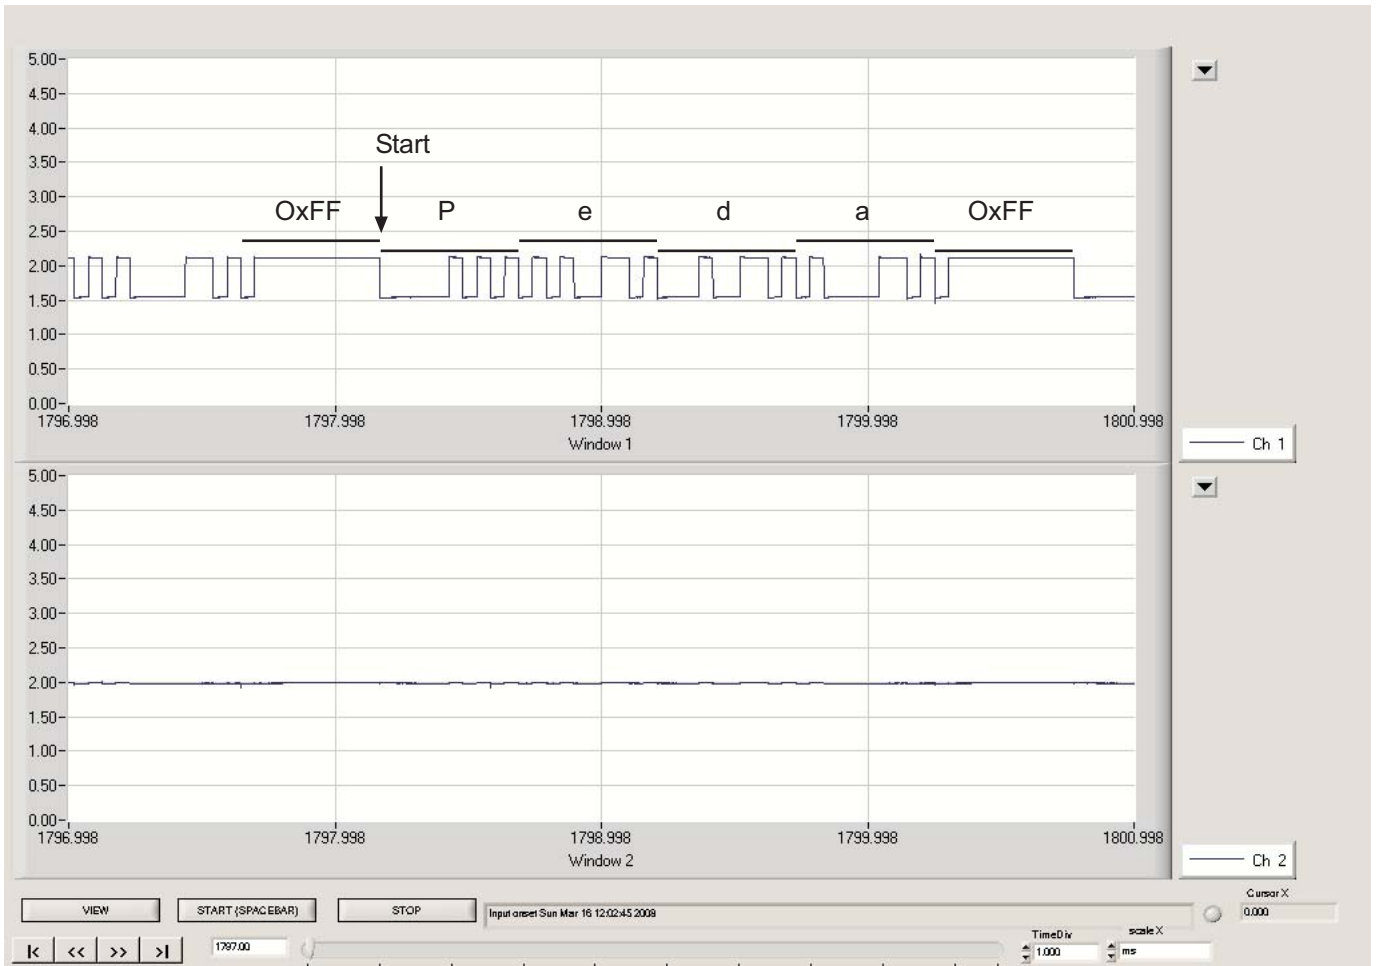 5.00
4.50
4.00
3.50
3.00
2.50
2.00
1.50
1.00
0.50
0.00
Start
OxFF P e d a OxFF
1796.998 1797.998 1798.998 1799.998 1800.998
Window 1
Ch 1
5.00
4.50
4.00
3.50
3.00
2.50
2.00
1.50
1.00
0.50
0.00
1796.998 1797.998 1798.998 1799.998 1800.998
Window 2
Ch 2
VIEW START (SPACEBAR) STOP Input onset Sun Mar 16 12:02:45 2008
Cursor X
0.000
|< << >> >| 1797.00
TimeDiv scale X
1.000 ms